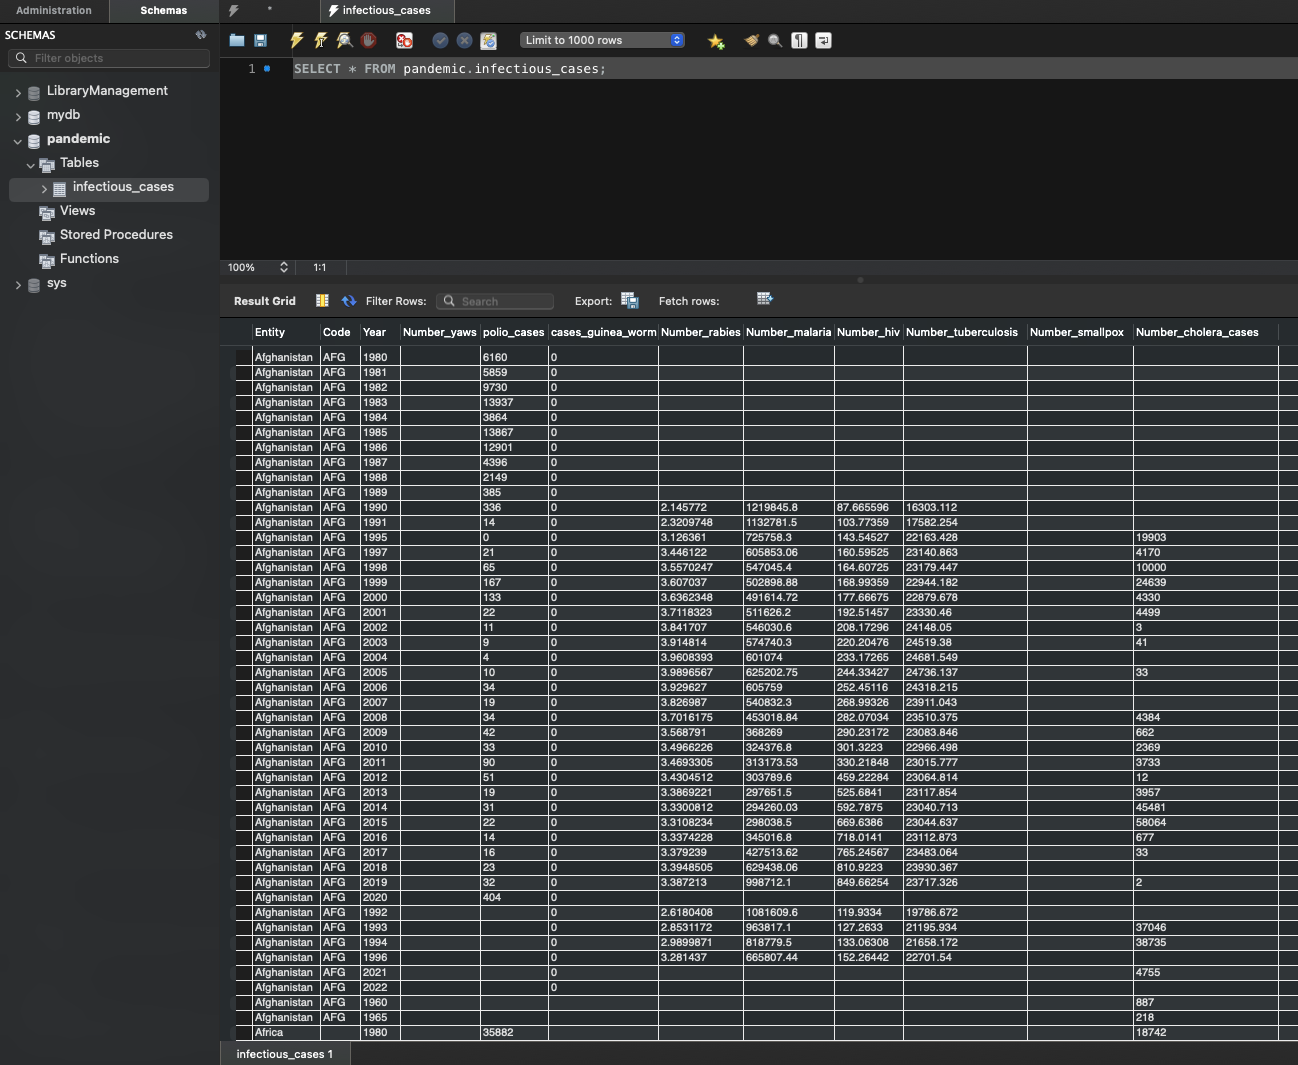 Administration Schemas * infectious_cases
SCHEMAS
Filter objects
LibraryManagement
mydb
pandemic
Tables
infectious_cases
Views
Stored Procedures
Functions
sys
Limit to 1000 rows
1 SELECT * FROM pandemic.infectious_cases;
100% 1:1
Result Grid Filter Rows: Search Export: Fetch rows:
Entity Code Year Number_yaws polio_cases cases_guinea_worm Number_rabies Number_malaria Number_hiv Number_tuberculosis Number_smallpox Number_cholera_cases
Afghanistan AFG 1980 6160 0
Afghanistan AFG 1981 5859 0
Afghanistan AFG 1982 9730 0
Afghanistan AFG 1983 13937 0
Afghanistan AFG 1984 3864 0
Afghanistan AFG 1985 13867 0
Afghanistan AFG 1986 12901 0
Afghanistan AFG 1987 4396 0
Afghanistan AFG 1988 2149 0
Afghanistan AFG 1989 385 0
Afghanistan AFG 1990 336 0 2.145772 1219845.8 87.665596 16303.112
Afghanistan AFG 1991 14 0 2.3209748 1132781.5 103.77359 17582.254
Afghanistan AFG 1995 0 0 3.126361 725758.3 143.54527 22163.428 19903
Afghanistan AFG 1997 21 0 3.446122 605853.06 160.59525 23140.863 4170
Afghanistan AFG 1998 65 0 3.5570247 547045.4 164.60725 23179.447 10000
Afghanistan AFG 1999 167 0 3.607037 502898.88 168.99359 22944.182 24639
Afghanistan AFG 2000 133 0 3.6362348 491614.72 177.66675 22879.678 4330
Afghanistan AFG 2001 22 0 3.7118323 511626.2 192.51457 23330.46 4499
Afghanistan AFG 2002 11 0 3.841707 546030.6 208.17296 24148.05 3
Afghanistan AFG 2003 9 0 3.914814 574740.3 220.20476 24519.38 41
Afghanistan AFG 2004 4 0 3.9608393 601074 233.17265 24681.549
Afghanistan AFG 2005 10 0 3.9896567 625202.75 244.33427 24736.137 33
Afghanistan AFG 2006 34 0 3.929627 605759 252.45116 24318.215
Afghanistan AFG 2007 19 0 3.826987 540832.3 268.99326 23911.043
Afghanistan AFG 2008 34 0 3.7016175 453018.84 282.07034 23510.375 4384
Afghanistan AFG 2009 42 0 3.568791 368269 290.23172 23083.846 662
Afghanistan AFG 2010 33 0 3.4966226 324376.8 301.3223 22966.498 2369
Afghanistan AFG 2011 90 0 3.4693305 313173.53 330.21848 23015.777 3733
Afghanistan AFG 2012 51 0 3.4304512 303789.6 459.22284 23064.814 12
Afghanistan AFG 2013 19 0 3.3869221 297651.5 525.6841 23117.854 3957
Afghanistan AFG 2014 31 0 3.3300812 294260.03 592.7875 23040.713 45481
Afghanistan AFG 2015 22 0 3.3108234 298038.5 669.6386 23044.637 58064
Afghanistan AFG 2016 14 0 3.3374228 345016.8 718.0141 23112.873 677
Afghanistan AFG 2017 16 0 3.379239 427513.62 765.24567 23483.064 33
Afghanistan AFG 2018 23 0 3.3948505 629438.06 810.9223 23930.367
Afghanistan AFG 2019 32 0 3.387213 998712.1 849.66254 23717.326 2
Afghanistan AFG 2020 404 0
Afghanistan AFG 1992 0 2.6180408 1081609.6 119.9334 19786.672
Afghanistan AFG 1993 0 2.8531172 963817.1 127.2633 21195.934 37046
Afghanistan AFG 1994 0 2.9899871 818779.5 133.06308 21658.172 38735
Afghanistan AFG 1996 0 3.281437 665807.44 152.26442 22701.54
Afghanistan AFG 2021 0 4755
Afghanistan AFG 2022 0
Afghanistan AFG 1960 887
Afghanistan AFG 1965 218
Africa 1980 35882 18742
infectious_cases 1